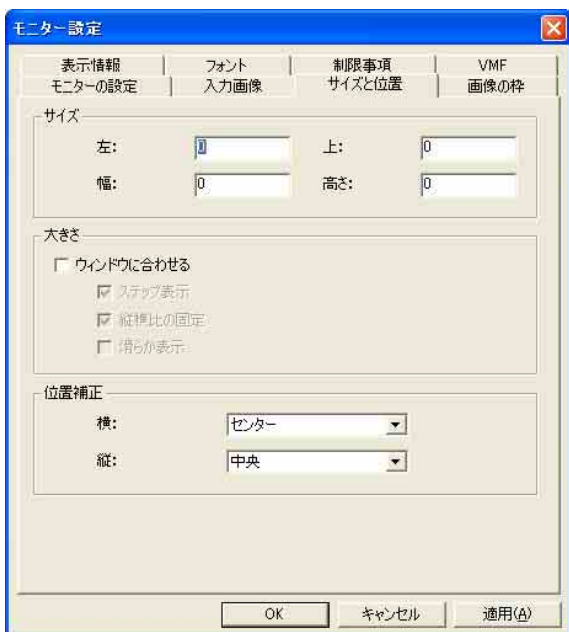 モニター設定
表示情報 フォント 制限事項 VMF
モニターの設定 入力画像 サイズと位置 画像の枠
サイズ
左: 0 上: 0
幅: 0 高さ: 0
大きさ
ウィンドウに合わせる
ステップ表示
縦横比の固定
滑らか表示
位置補正
横: センター
縦: 中央
OK キャンセル 適用(A)